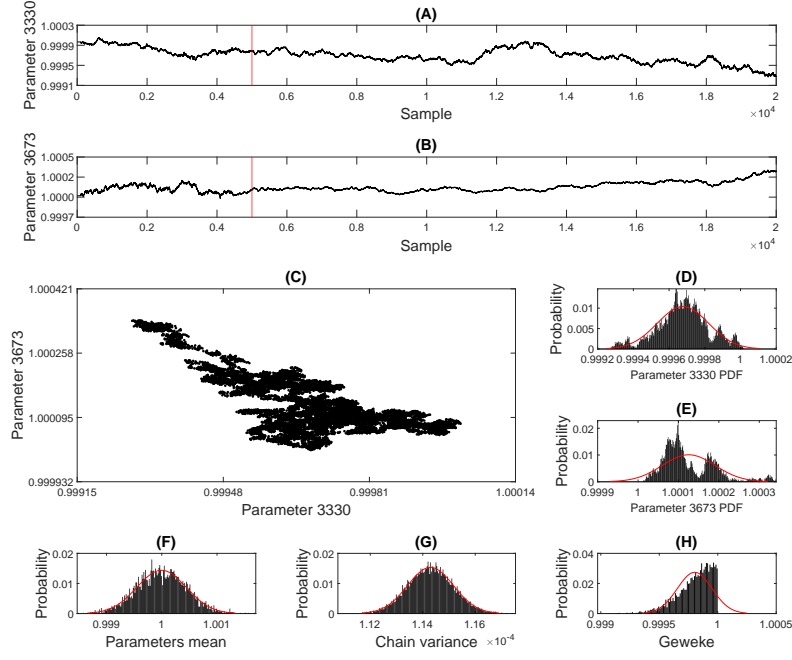 (A)
Parameter 3330
1.0003
0.9999
0.9995
0.9991
0 0.2 0.4 0.6 0.8 1 1.2 1.4 1.6 1.8 2
Sample
×10^4
(B)
Parameter 3673
1.0005
1.0002
1.0000
0.9997
0 0.2 0.4 0.6 0.8 1 1.2 1.4 1.6 1.8 2
Sample
×10^4
(C)
Parameter 3673
1.000421
1.000258
1.000095
0.999932
0.99915 0.99948 0.99981 1.00014
Parameter 3330
(D)
Probability
0.01
0.005
0
0.9992 0.9994 0.9996 0.9998 1 1.0002
Parameter 3330 PDF
(E)
Probability
0.02
0.01
0
0.9999 1 1.0001 1.0002 1.0003
Parameter 3673 PDF
(F)
Probability
0.02
0.01
0
0.999 1 1.001
Parameters mean
(G)
Probability
0.02
0.01
0
1.12 1.14 1.16
Chain variance ×10^-4
(H)
Probability
0.04
0.02
0
0.999 0.9995 1 1.0005
Geweke